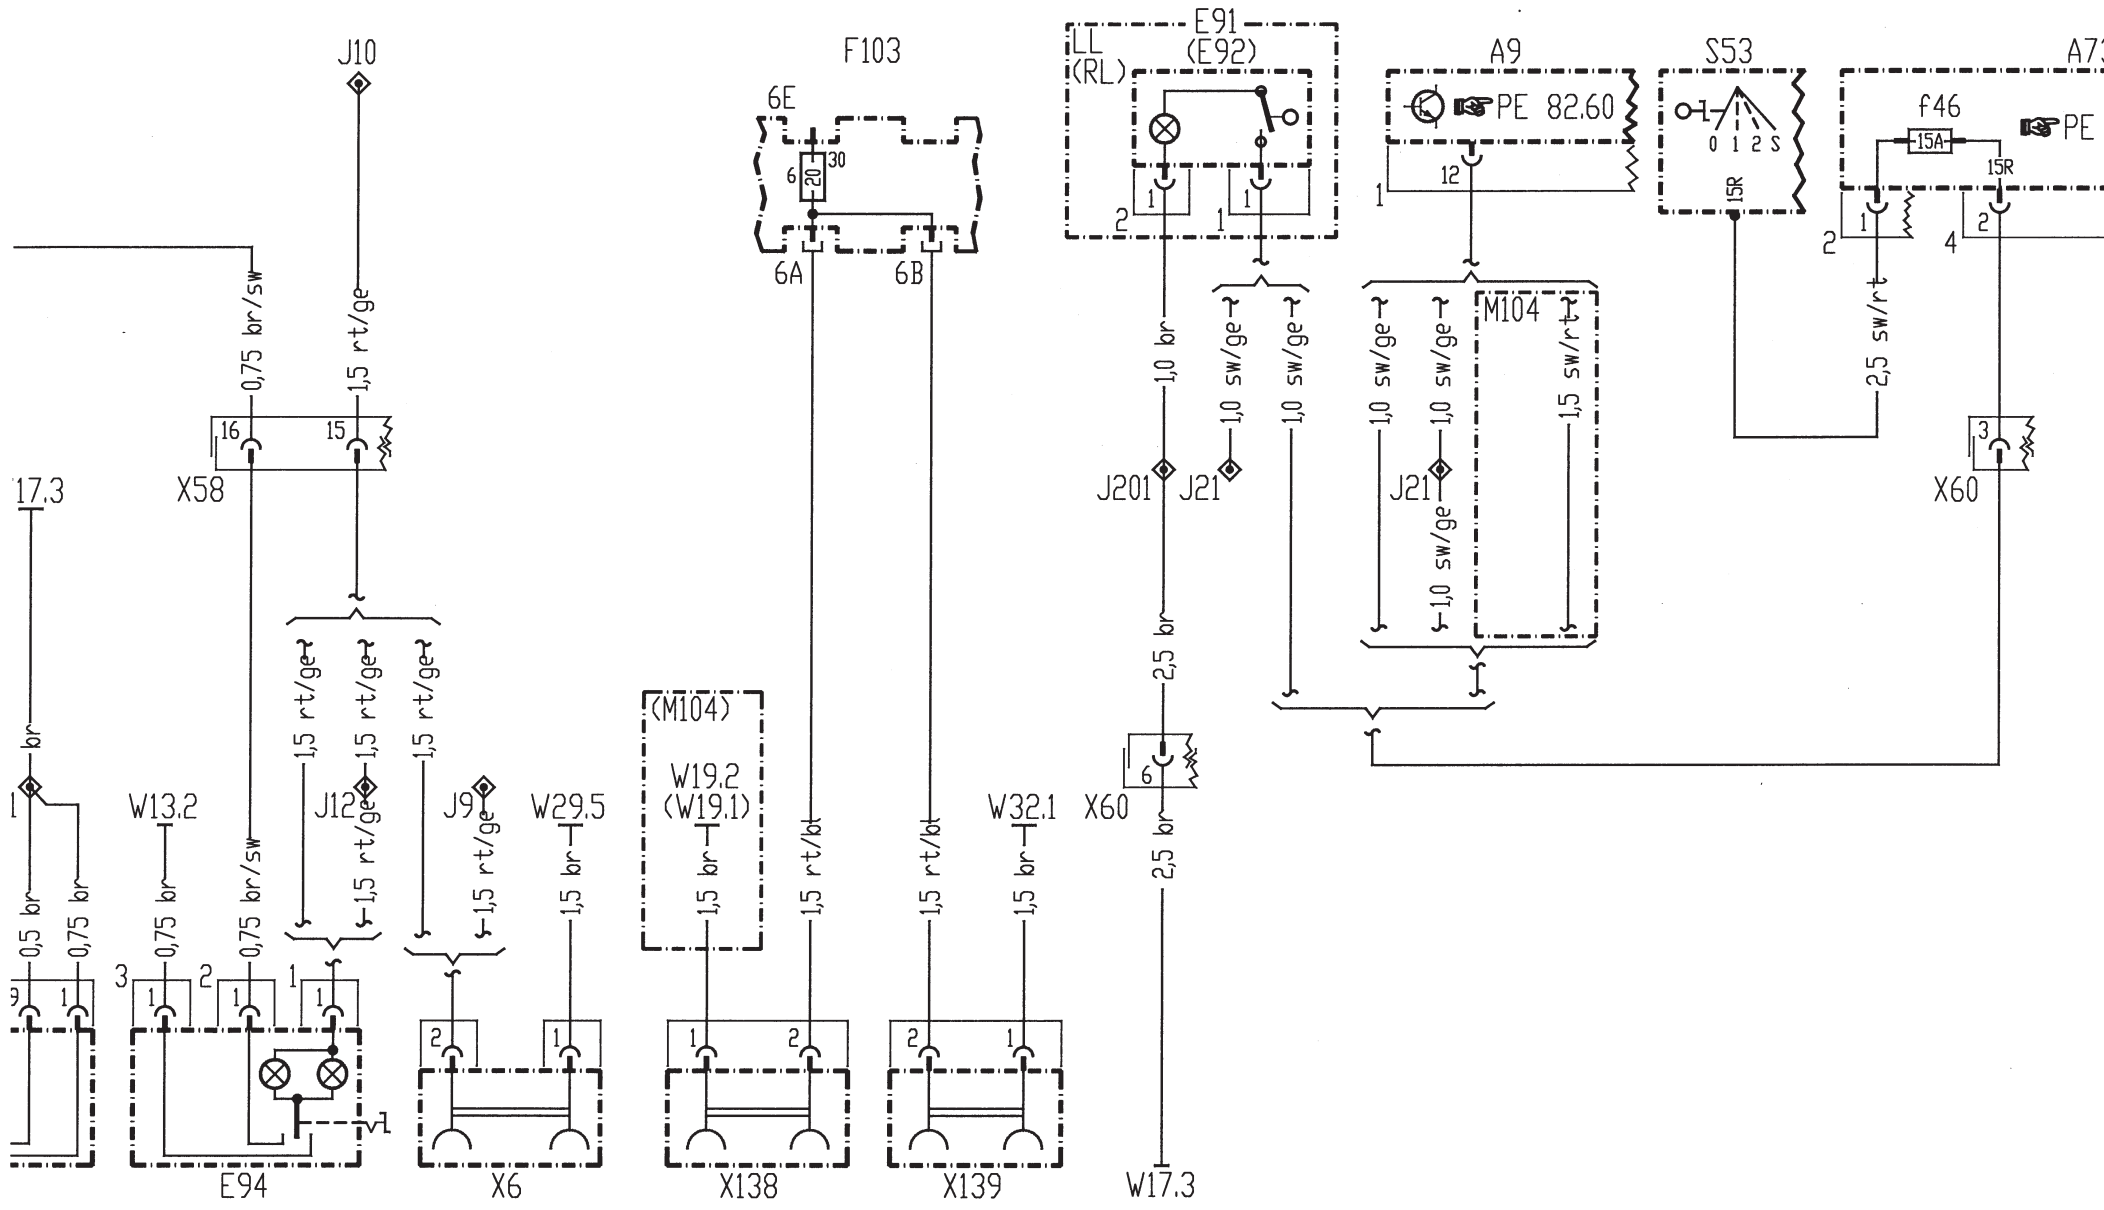 J10
F103
E91
(E92)
LL
(RL)
A9
S53
A73
6E
6
20
30
6A
6B
1
2
1
1
PE 82.60
12
1
0 1 2 S
15R
f46
15A
15R
PE
1
2
2
4
0,75 br/sw
1,5 rt/ge
16
15
X58
17.3
1,0 br
1,0 sw/ge
1,0 sw/ge
1,0 sw/ge
1,0 sw/ge
M104
1,5 sw/rt
2,5 sw/rt
3
X60
J201
J21
J21
1,0 sw/ge
2,5 br
6
X60
2,5 br
W17.3
br
1
0,5 br
0,75 br
9
1
W13.2
0,75 br
0,75 br/sw
1,5 rt/ge
1,5 rt/ge
1,5 rt/ge
J12
1,5 rt/ge
J9
1,5 rt/ge
W29.5
1,5 br
(M104)
W19.2
(W19.1)
1,5 br
1,5 rt/bl
1,5 rt/bl
W32.1
1,5 br
3
1
2
1
1
1
2
1
1
2
2
1
E94
X6
X138
X139